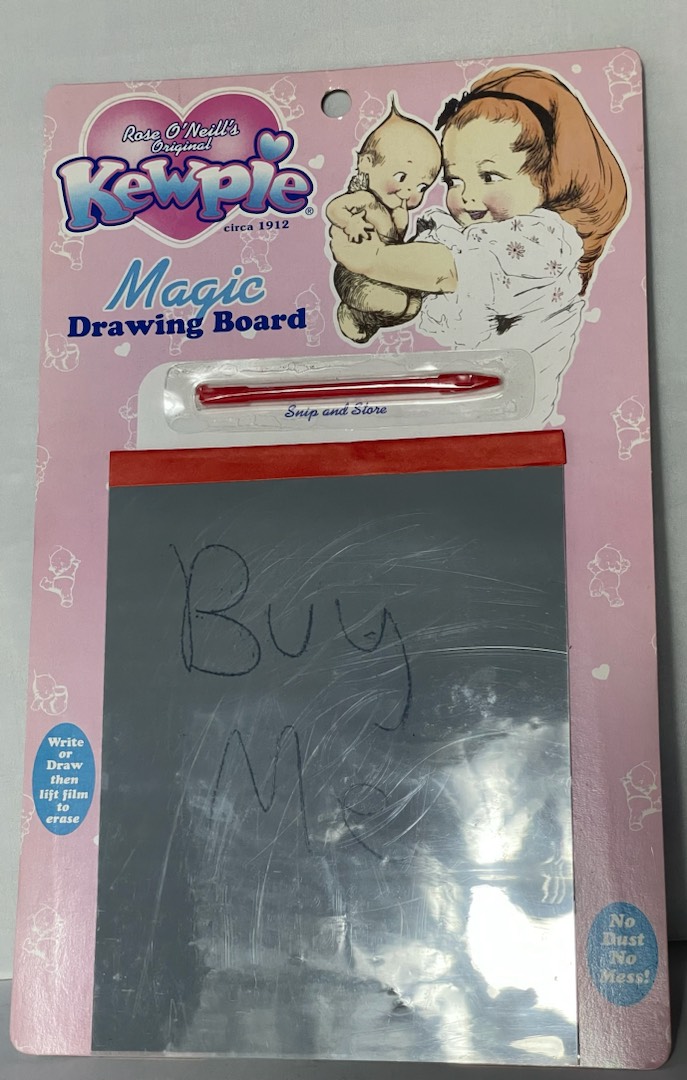 Rose O'Neill's
Original
Kewpie®
circa 1912
Magic
Drawing Board
Snip and Store
Buy
Me
Write
or
Draw
then
lift film
to
erase
No
Dust
No
Mess!